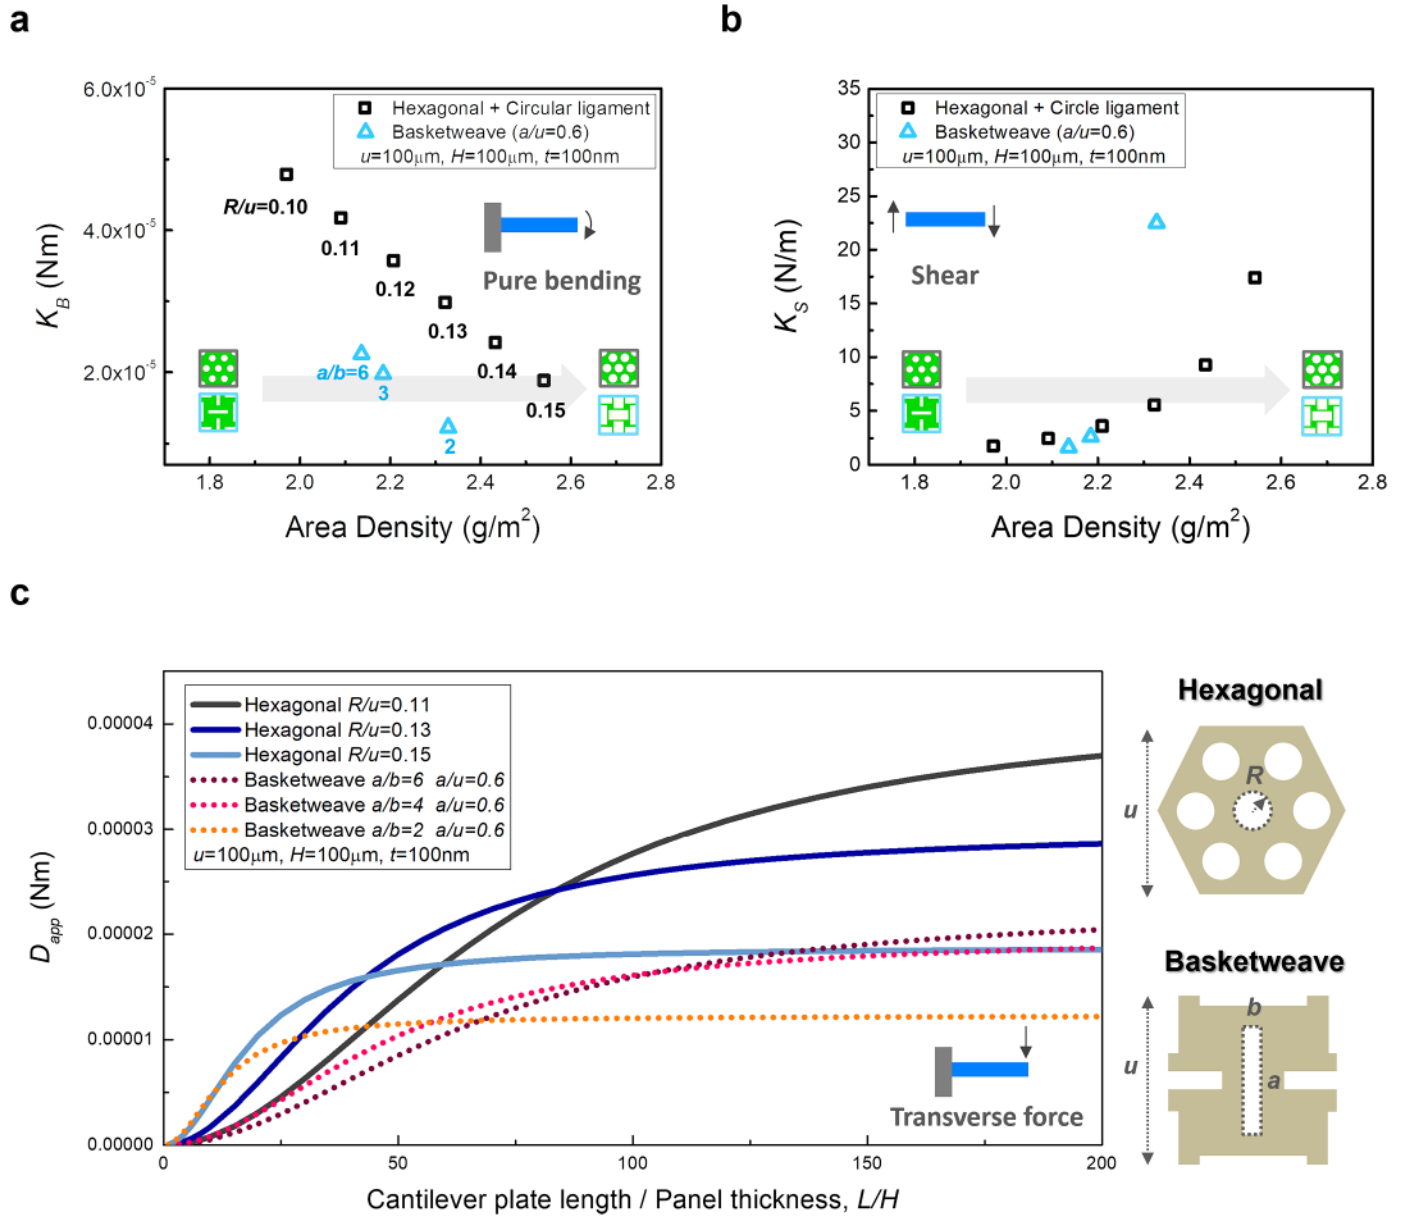 a
6.0x10⁻⁵
4.0x10⁻⁵
2.0x10⁻⁵
K_B (Nm)
Hexagonal + Circular ligament
Basketweave (a/u=0.6)
u=100μm, H=100μm, t=100nm
R/u=0.10
0.11
0.12
0.13
0.14
0.15
Pure bending
a/b=6
3
2
1.8
2.0
2.2
2.4
2.6
2.8
Area Density (g/m²)
b
35
30
25
20
15
10
5
0
K_S (N/m)
Hexagonal + Circle ligament
Basketweave (a/u=0.6)
u=100μm, H=100μm, t=100nm
Shear
1.8
2.0
2.2
2.4
2.6
2.8
Area Density (g/m²)
c
0.00004
0.00003
0.00002
0.00001
0.00000
D_app (Nm)
Hexagonal R/u=0.11
Hexagonal R/u=0.13
Hexagonal R/u=0.15
Basketweave a/b=6 a/u=0.6
Basketweave a/b=4 a/u=0.6
Basketweave a/b=2 a/u=0.6
u=100μm, H=100μm, t=100nm
Transverse force
0
50
100
150
200
Cantilever plate length / Panel thickness, L/H
Hexagonal
u
R
Basketweave
u
b
a